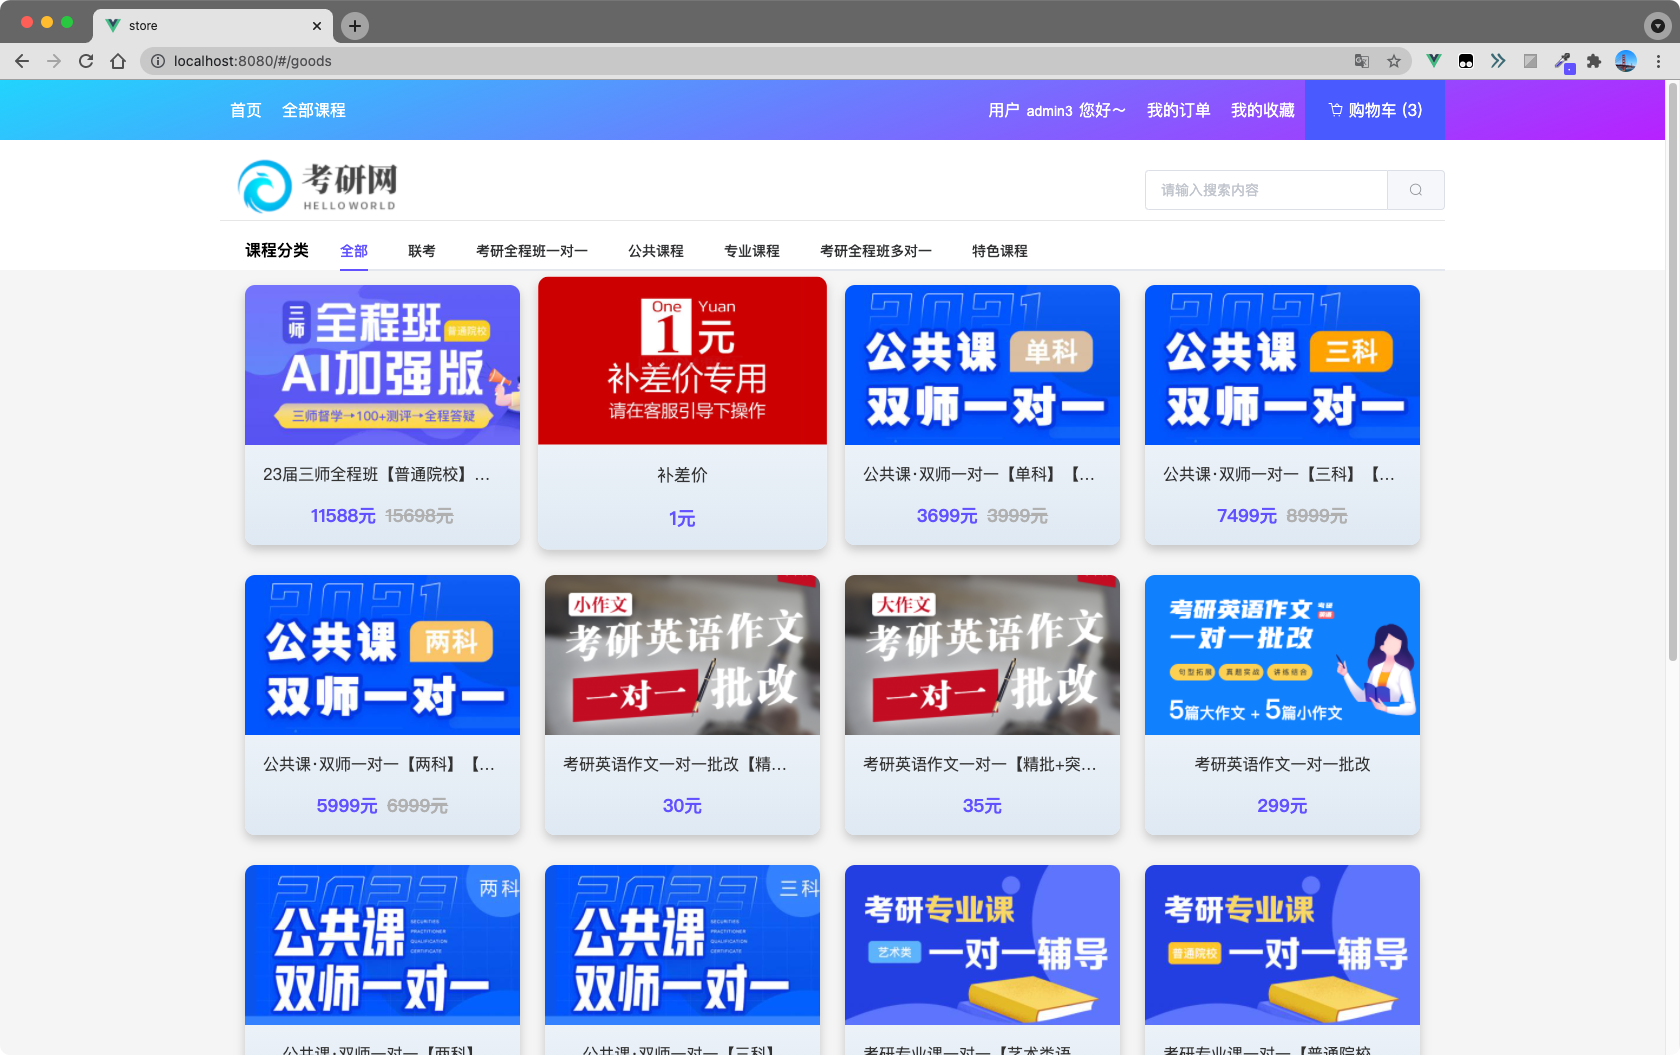 store
localhost:8080/#/goods
首页 全部课程 用户 admin3 您好～ 我的订单 我的收藏 购物车 (3)
考研网
HELLOWORLD
请输入搜索内容
课程分类 全部 联考 考研全程班一对一 公共课程 专业课程 考研全程班多对一 特色课程
三师
全程班 普通院校
AI加强版
三师督学→100+测评→全程答疑
23届三师全程班【普通院校】...
11588元 15698元
One Yuan
1元
补差价专用
请在客服引导下操作
补差价
1元
2021
公共课 单科
双师一对一
公共课·双师一对一【单科】【...
3699元 3999元
2021
公共课 三科
双师一对一
公共课·双师一对一【三科】【...
7499元 8999元
2021
公共课 两科
双师一对一
公共课·双师一对一【两科】【...
5999元 6999元
小作文
考研英语作文
一对一 批改
考研英语作文一对一批改【精...
30元
大作文
考研英语作文
一对一 批改
考研英语作文一对一【精批+突...
35元
考研英语作文
一对一批改
句型拓展 真题实战 讲练结合
5篇大作文 + 5篇小作文
考研英语作文一对一批改
299元
2023 两科
公共课
SECURITIES
PRACTITIONER
QUALIFICATION
CERTIFICATE
双师一对一
公共课·双师一对一【两科】
2023 三科
公共课
SECURITIES
PRACTITIONER
QUALIFICATION
CERTIFICATE
双师一对一
公共课·双师一对一【三科】
考研专业课
艺术类 一对一辅导
考研专业课一对一【艺术类语
考研专业课
普通院校 一对一辅导
考研专业课一对一【普通院校